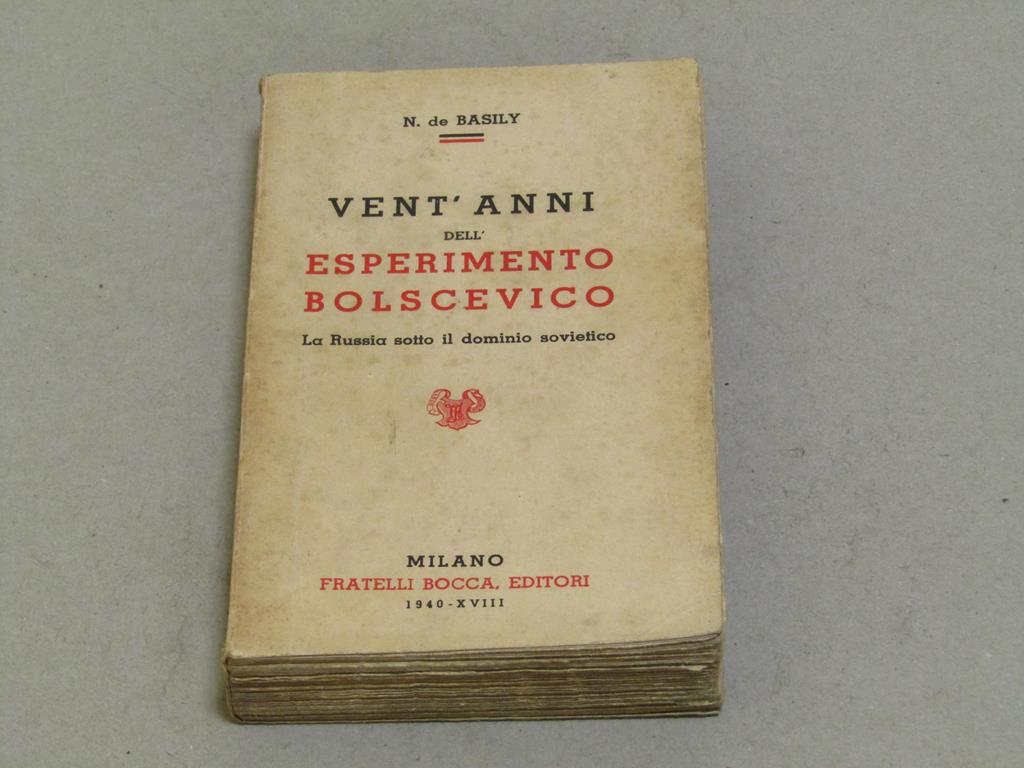 N. de BASILY
VENT' ANNI
DELL'
ESPERIMENTO
BOLSCEVICO
La Russia sotto il dominio sovietico
MILANO
FRATELLI BOCCA, EDITORI
1940-XVIII